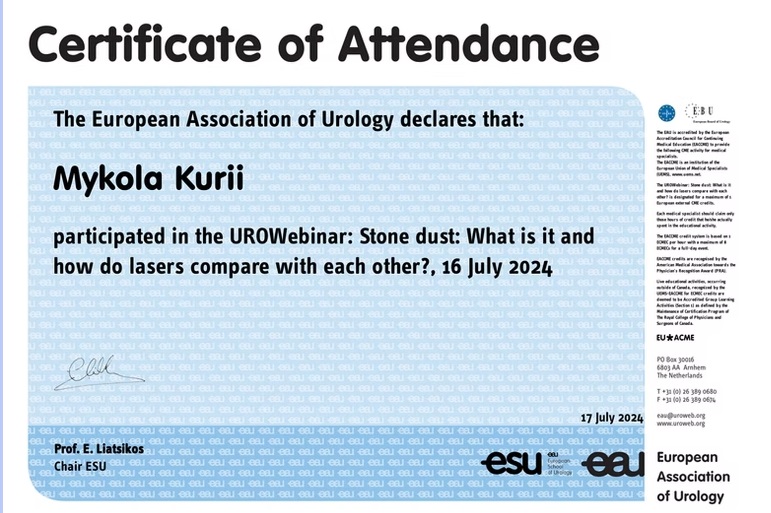 Certificate of Attendance
The European Association of Urology declares that:
Mykola Kurii
participated in the UROWebinar: Stone dust: What is it and
how do lasers compare with each other?, 16 July 2024
17 July 2024
Prof. E. Liatsikos
Chair ESU
esu
eau
European
School
of Urology
eau
EBU
European Board of Urology
The EAU is accredited by the European
Accreditation Council for Continuing
Medical Education (EACCME) to provide
the following CME activity for medical
specialists.
The EACCME is an institution of the
European Union of Medical Specialists
(UEMS), www.uems.net.
The UROWebinar: Stone dust: What is it
and how do lasers compare with each
other? is designated for a maximum of 1
European external CME credits.
Each medical specialist should claim only
those hours of credit that he/she actually
spent in the educational activity.
The EACCME credit system is based on 1
ECMEC per hour with a maximum of 8
ECMECs for a full-day event.
EACCME credits are recognized by the
American Medical Association towards the
Physician's Recognition Award (PRA).
Live educational activities, occurring
outside of Canada, recognized by the
UEMS-EACCME for ECMEC credits are
deemed to be Accredited Group Learning
Activities (Section 1) as defined by the
Maintenance of Certification Program of
The Royal College of Physicians and
Surgeons of Canada.
EU★ACME
PO Box 30016
6803 AA Arnhem
The Netherlands
T +31 (0) 26 389 0680
F +31 (0) 26 389 0674
eau@uroweb.org
www.uroweb.org
European
Association
of Urology